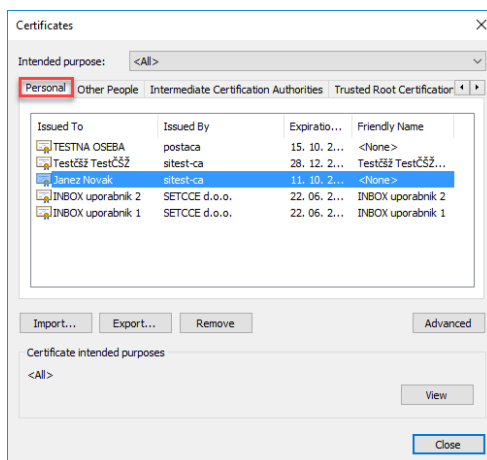 Certificates
Intended purpose: <All>
Personal Other People Intermediate Certification Authorities Trusted Root Certification
Issued To Issued By Expiratio... Friendly Name
TESTNA OSEBA postaca 15. 10. 2... <None>
Testčšž TestČŠŽ sitest-ca 28. 12. 2... Testčšž TestČŠŽ...
Janez Novak sitest-ca 11. 10. 2... <None>
INBOX uporabnik 2 SETCCE d.o.o. 22. 06. 2... INBOX uporabnik 2
INBOX uporabnik 1 SETCCE d.o.o. 22. 06. 2... INBOX uporabnik 1
Import... Export... Remove Advanced
Certificate intended purposes
<All>
View
Close